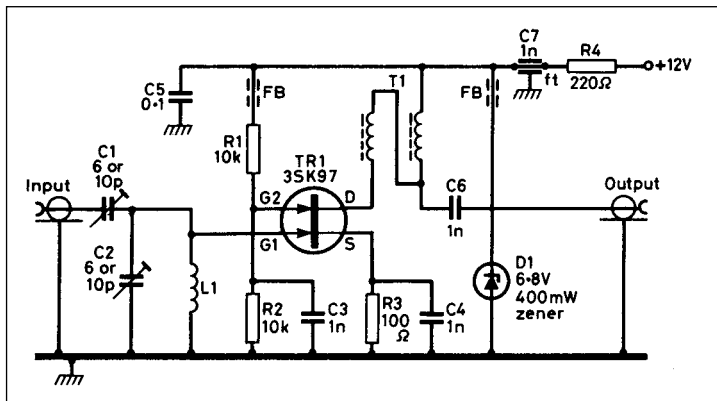 C7
1n
R4
+12V
ft
220Ω
C5
0·1
FB
T1
FB
R1
10k
C1
6 or
10p
TR1
3SK97
Input
G2
D
C6
Output
G1
S
1n
C2
6 or
10p
L1
D1
6·8V
400mW
zener
R2
10k
C3
1n
R3
100
Ω
C4
1n